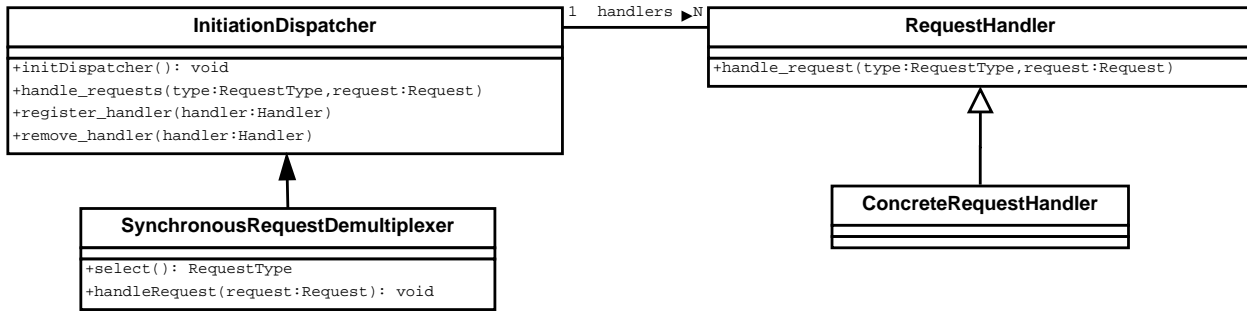 InitiationDispatcher
+initDispatcher(): void
+handle_requests(type:RequestType,request:Request)
+register_handler(handler:Handler)
+remove_handler(handler:Handler)
1 handlers ▶N
RequestHandler
+handle_request(type:RequestType,request:Request)
SynchronousRequestDemultiplexer
+select(): RequestType
+handleRequest(request:Request): void
ConcreteRequestHandler